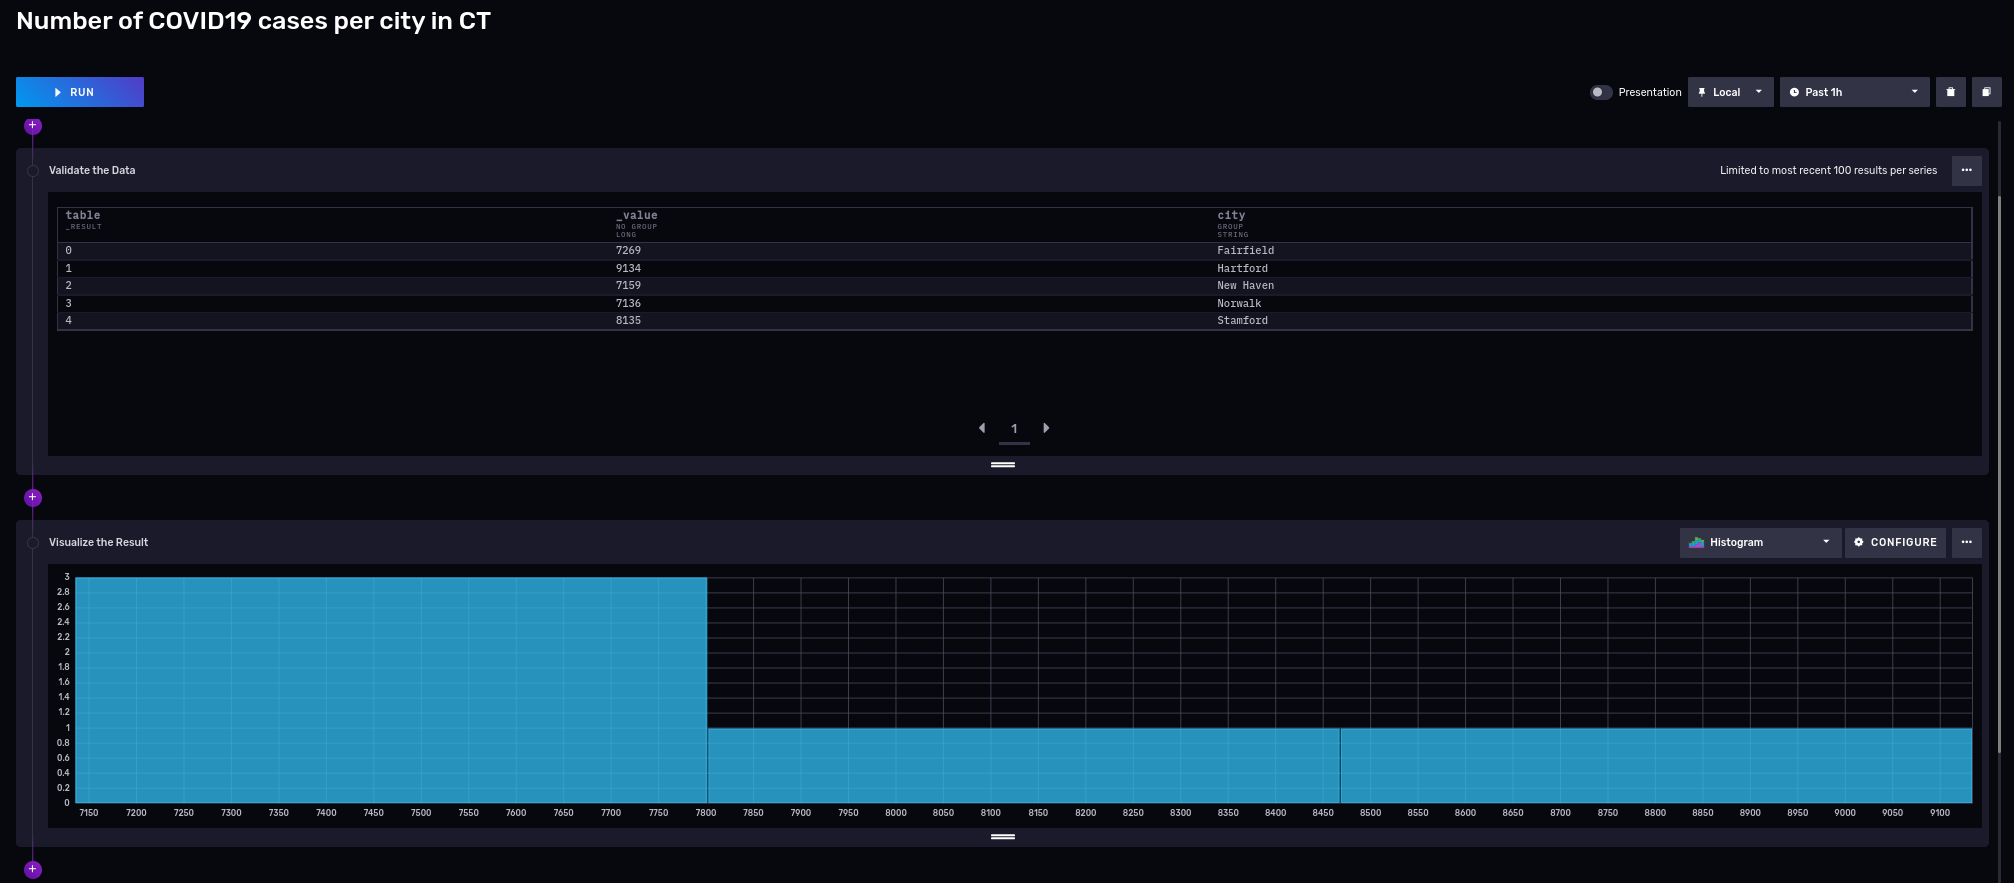 Number of COVID19 cases per city in CT
RUN
Presentation
Local
Past 1h
Validate the Data
Limited to most recent 100 results per series
table _value city
_RESULT NO GROUP GROUP
LONG STRING
0 7269 Fairfield
1 9134 Hartford
2 7159 New Haven
3 7136 Norwalk
4 8135 Stamford
1
Visualize the Result
Histogram
CONFIGURE
3
2.8
2.6
2.4
2.2
2
1.8
1.6
1.4
1.2
1
0.8
0.6
0.4
0.2
0
7150 7200 7250 7300 7350 7400 7450 7500 7550 7600 7650 7700 7750 7800 7850 7900 7950 8000 8050 8100 8150 8200 8250 8300 8350 8400 8450 8500 8550 8600 8650 8700 8750 8800 8850 8900 8950 9000 9050 9100